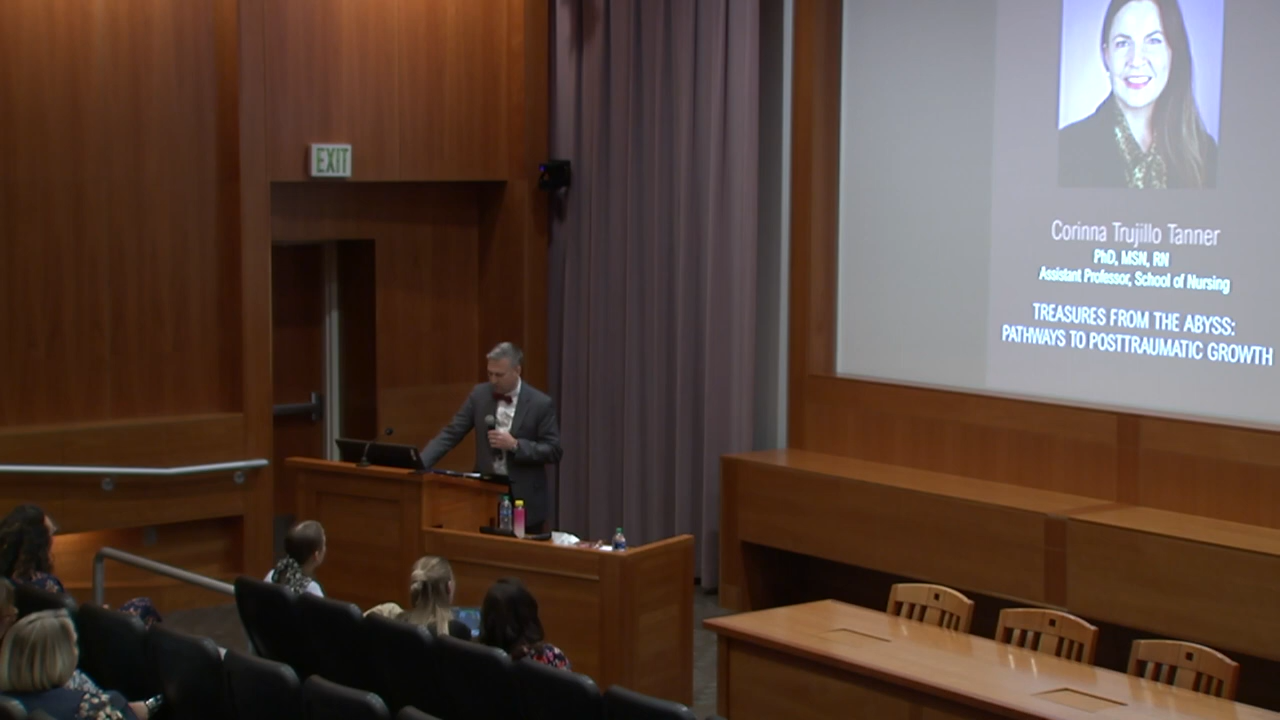 EXIT
Corinna Trujillo Tanner
PhD, MSN, RN
Assistant Professor, School of Nursing
TREASURES FROM THE ABYSS:
PATHWAYS TO POSTTRAUMATIC GROWTH